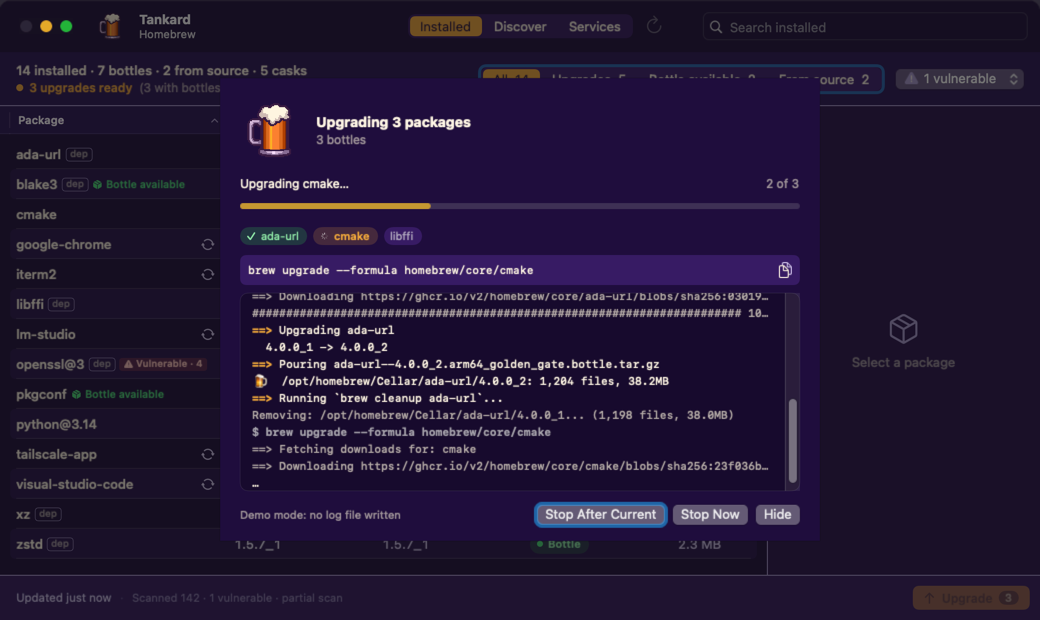 Tankard
Homebrew
Installed
Discover
Services
Search installed
14 installed · 7 bottles · 2 from source · 5 casks
3 upgrades ready (3 with bottles
source 2
1 vulnerable
Package
ada-url dep
blake3 dep Bottle available
cmake
google-chrome
iterm2
libffi dep
lm-studio
openssl@3 dep Vulnerable · 4
pkgconf Bottle available
python@3.14
tailscale-app
visual-studio-code
xz dep
zstd dep 1.5.7_1 1.5.7_1 Bottle 2.3 MB
Upgrading 3 packages
3 bottles
Upgrading cmake...
2 of 3
ada-url
cmake
libffi
brew upgrade --formula homebrew/core/cmake
==> Downloading https://ghcr.io/v2/homebrew/core/ada-url/blobs/sha256:03019…
######################################################################### 10…
==> Upgrading ada-url
4.0.0_1 -> 4.0.0_2
==> Pouring ada-url--4.0.0_2.arm64_golden_gate.bottle.tar.gz
🍺 /opt/homebrew/Cellar/ada-url/4.0.0_2: 1,204 files, 38.2MB
==> Running `brew cleanup ada-url`...
Removing: /opt/homebrew/Cellar/ada-url/4.0.0_1... (1,198 files, 38.0MB)
$ brew upgrade --formula homebrew/core/cmake
==> Fetching downloads for: cmake
==> Downloading https://ghcr.io/v2/homebrew/core/cmake/blobs/sha256:23f036b…
…
Demo mode: no log file written
Stop After Current
Stop Now
Hide
Select a package
Updated just now · Scanned 142 · 1 vulnerable · partial scan
Upgrade 3